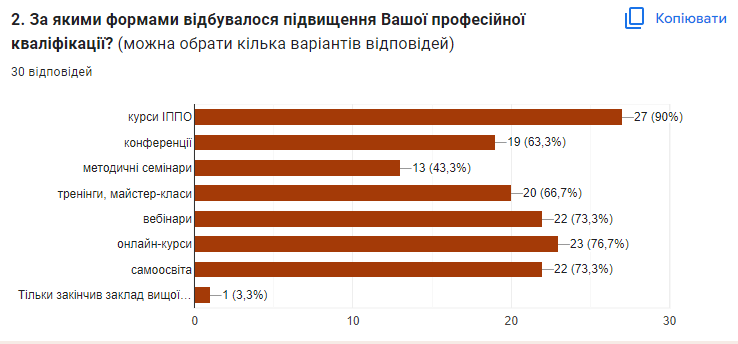 2. За якими формами відбувалося підвищення Вашої професійної
кваліфікації? (можна обрати кілька варіантів відповідей)
Копіювати
30 відповідей
курси ІППО 27 (90%)
конференції 19 (63,3%)
методичні семінари 13 (43,3%)
тренінги, майстер-класи 20 (66,7%)
вебінари 22 (73,3%)
онлайн-курси 23 (76,7%)
самоосвіта 22 (73,3%)
Тільки закінчив заклад вищої… 1 (3,3%)
0 10 20 30